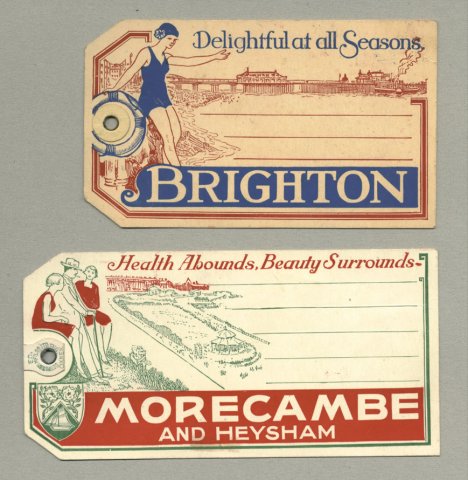 Delightful at all Seasons.
BRIGHTON
Health Abounds, Beauty Surrounds-
MORECAMBE
AND HEYSHAM